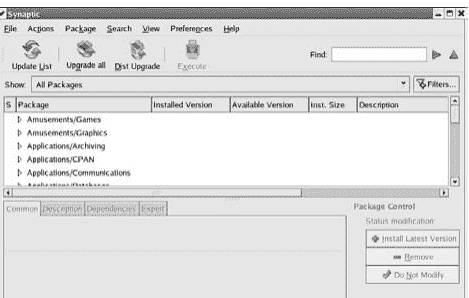 Synaptic
File Actions Package Search View Preferences Help
Update List Upgrade all Dist Upgrade Execute Find:
Show: All Packages Filters...
S Package Installed Version Available Version Inst. Size Description
Amusements/Games
Amusements/Graphics
Applications/Archiving
Applications/CPAN
Applications/Communications
Applications/Databases
Common Description Dependencies Expert Package Control
Status modification:
Install Latest Version
Remove
Do Not Modify